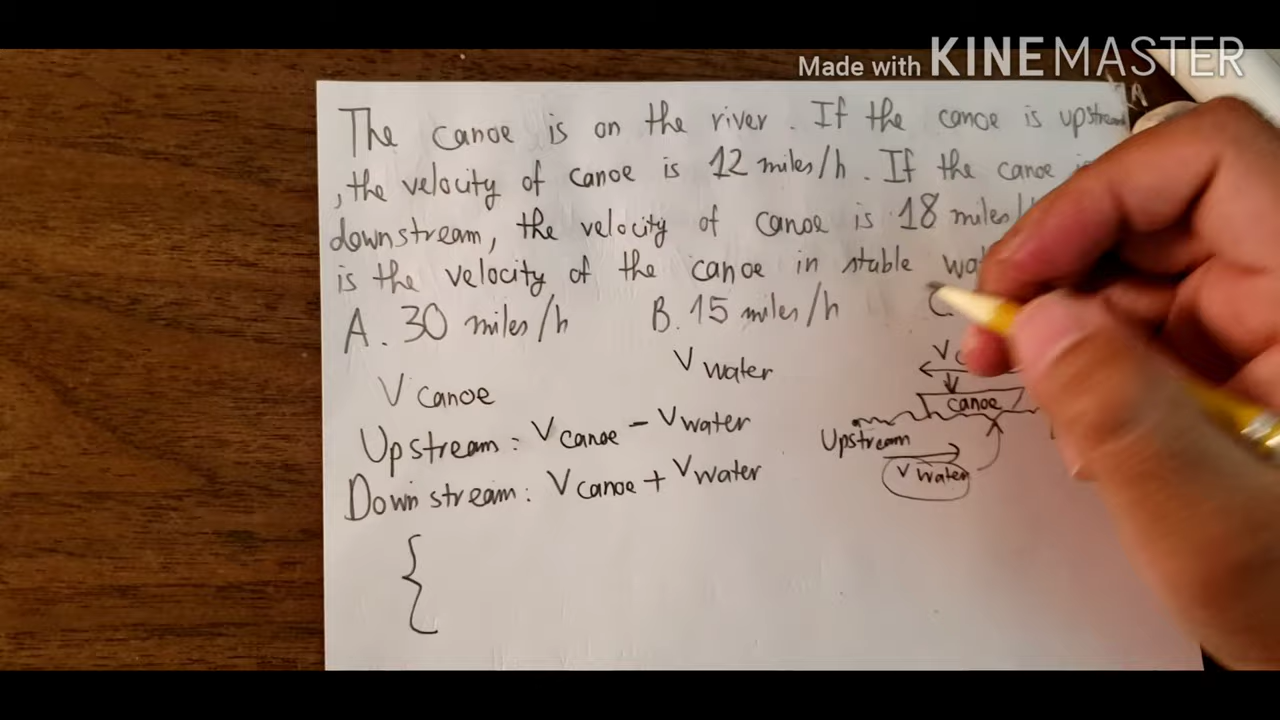 Made with KINEMASTER
The canoe is on the river. If the canoe is upstream
, the velocity of canoe is 12 miles/h. If the canoe
downstream, the velocity of canoe is 18 miles/
is the velocity of the canoe in stable
A. 30 miles/h B. 15 miles/h C.
V canoe V water
Upstream: V canoe - V water
Down stream: V canoe + V water
{
V
canoe
Upstream
V water